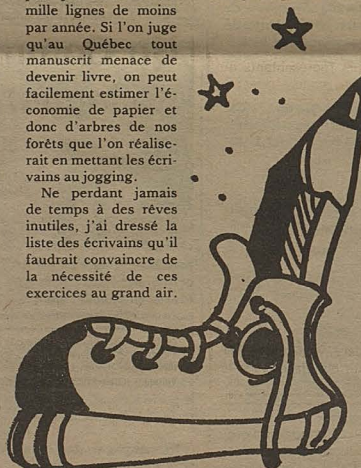 mille lignes de moins
par année. Si l'on juge
qu'au Québec tout
manuscrit menace de
devenir livre, on peut
facilement estimer l'é-
conomie de papier et
donc d'arbres de nos
forêts que l'on réalise-
rait en mettant les écri-
vains au jogging.
Ne perdant jamais
de temps à des rêves
inutiles, j'ai dressé la
liste des écrivains qu'il
faudrait convaincre de
la nécessité de ces
exercices au grand air.